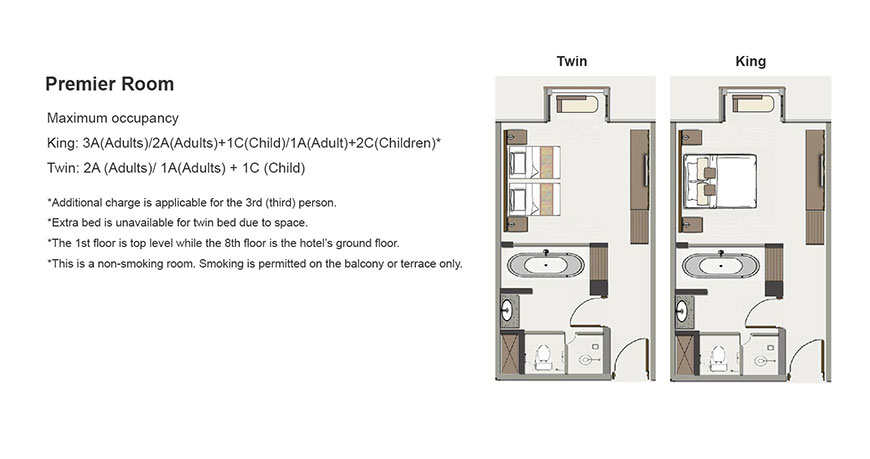 Premier Room
Maximum occupancy
King: 3A(Adults)/2A(Adults)+1C(Child)/1A(Adult)+2C(Children)*
Twin: 2A (Adults)/ 1A(Adults) + 1C (Child)
*Additional charge is applicable for the 3rd (third) person.
*Extra bed is unavailable for twin bed due to space.
*The 1st floor is top level while the 8th floor is the hotel's ground floor.
*This is a non-smoking room. Smoking is permitted on the balcony or terrace only.
Twin
King